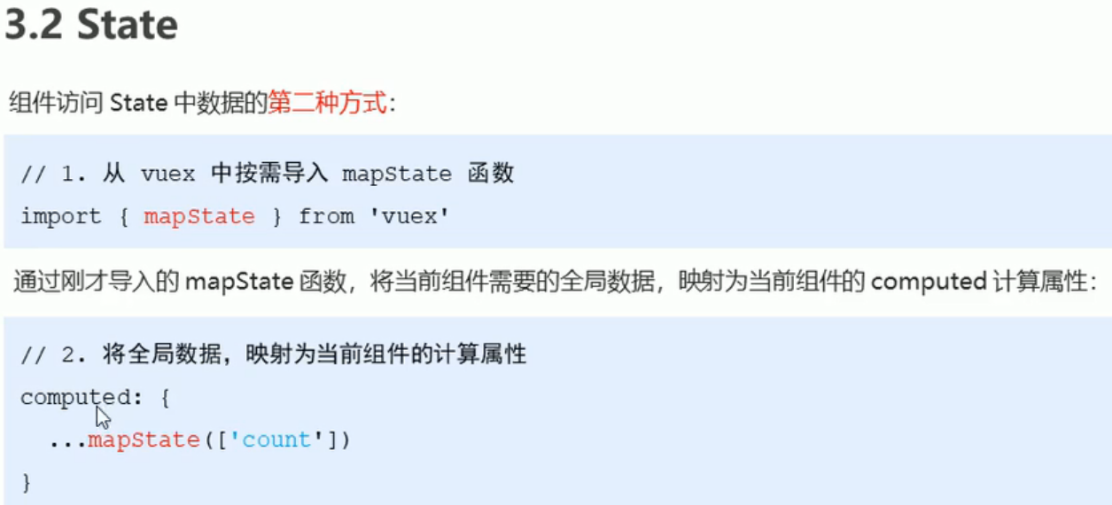 3.2 State
组件访问 State 中数据的第二种方式：
// 1. 从 vuex 中按需导入 mapState 函数
import { mapState } from 'vuex'
通过刚才导入的 mapState 函数，将当前组件需要的全局数据，映射为当前组件的 computed 计算属性：
// 2. 将全局数据，映射为当前组件的计算属性
computed: {
...mapState(['count'])
}